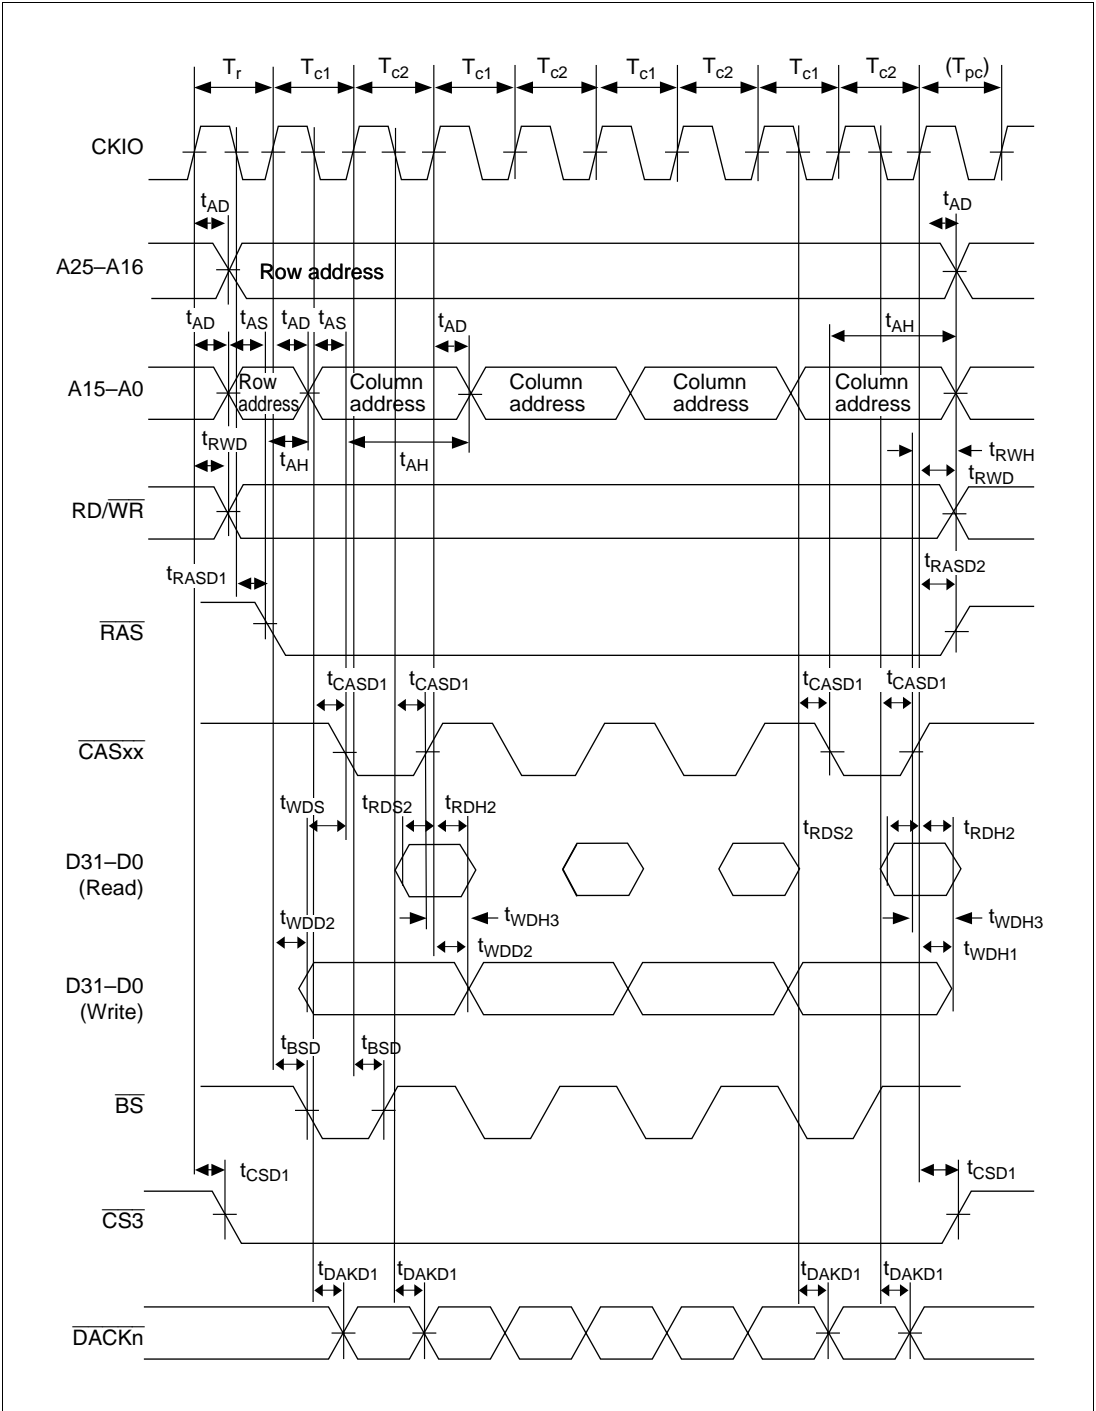 Tr Tc1 Tc2 Tc1 Tc2 Tc1 Tc2 Tc1 Tc2 (Tpc)
CKIO
tAD tAD
A25–A16 Row address
tAD tAS tAD tAS tAD tAH
A15–A0 Row address Column address Column address Column address Column address
tRWD tAH tAH tRWH
tRWD
RD/WR
tRASD1 tRASD2
RAS
tCASD1 tCASD1 tCASD1 tCASD1
CASxx
tWDS tRDS2 tRDH2 tRDS2 tRDH2
D31–D0
(Read)
tWDD2 tWDH3 tWDH3
tWDD2 tWDH1
D31–D0
(Write)
tBSD tBSD
BS
tCSD1 tCSD1
CS3
tDAKD1 tDAKD1 tDAKD1 tDAKD1
DACKn